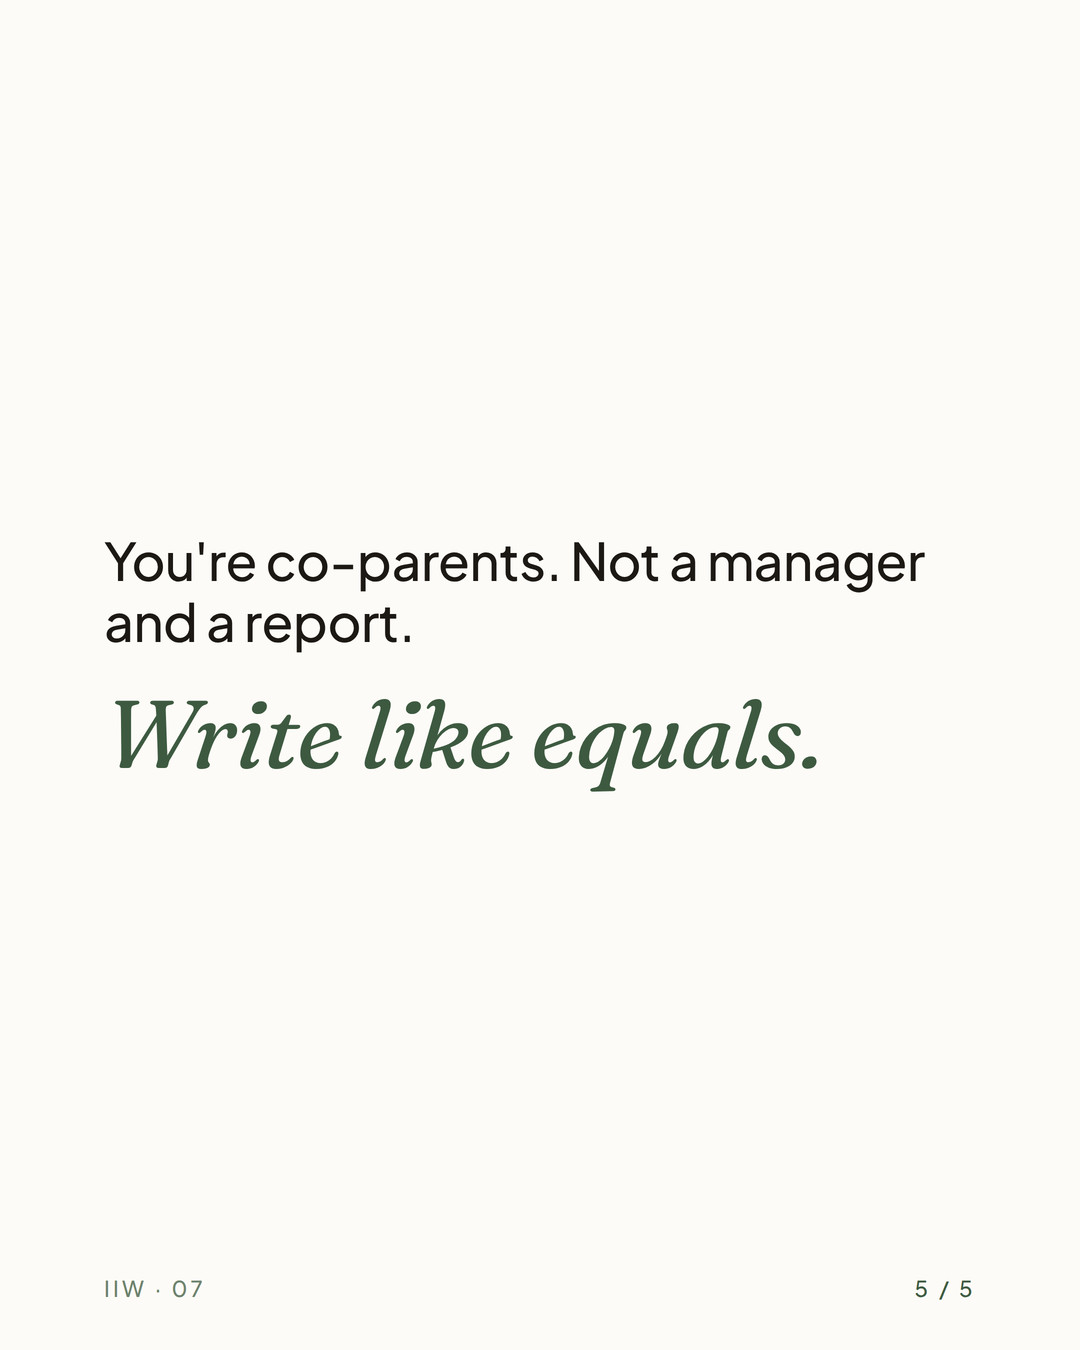 You're co-parents. Not a manager
and a report.
Write like equals.
IIW · 07
5 / 5